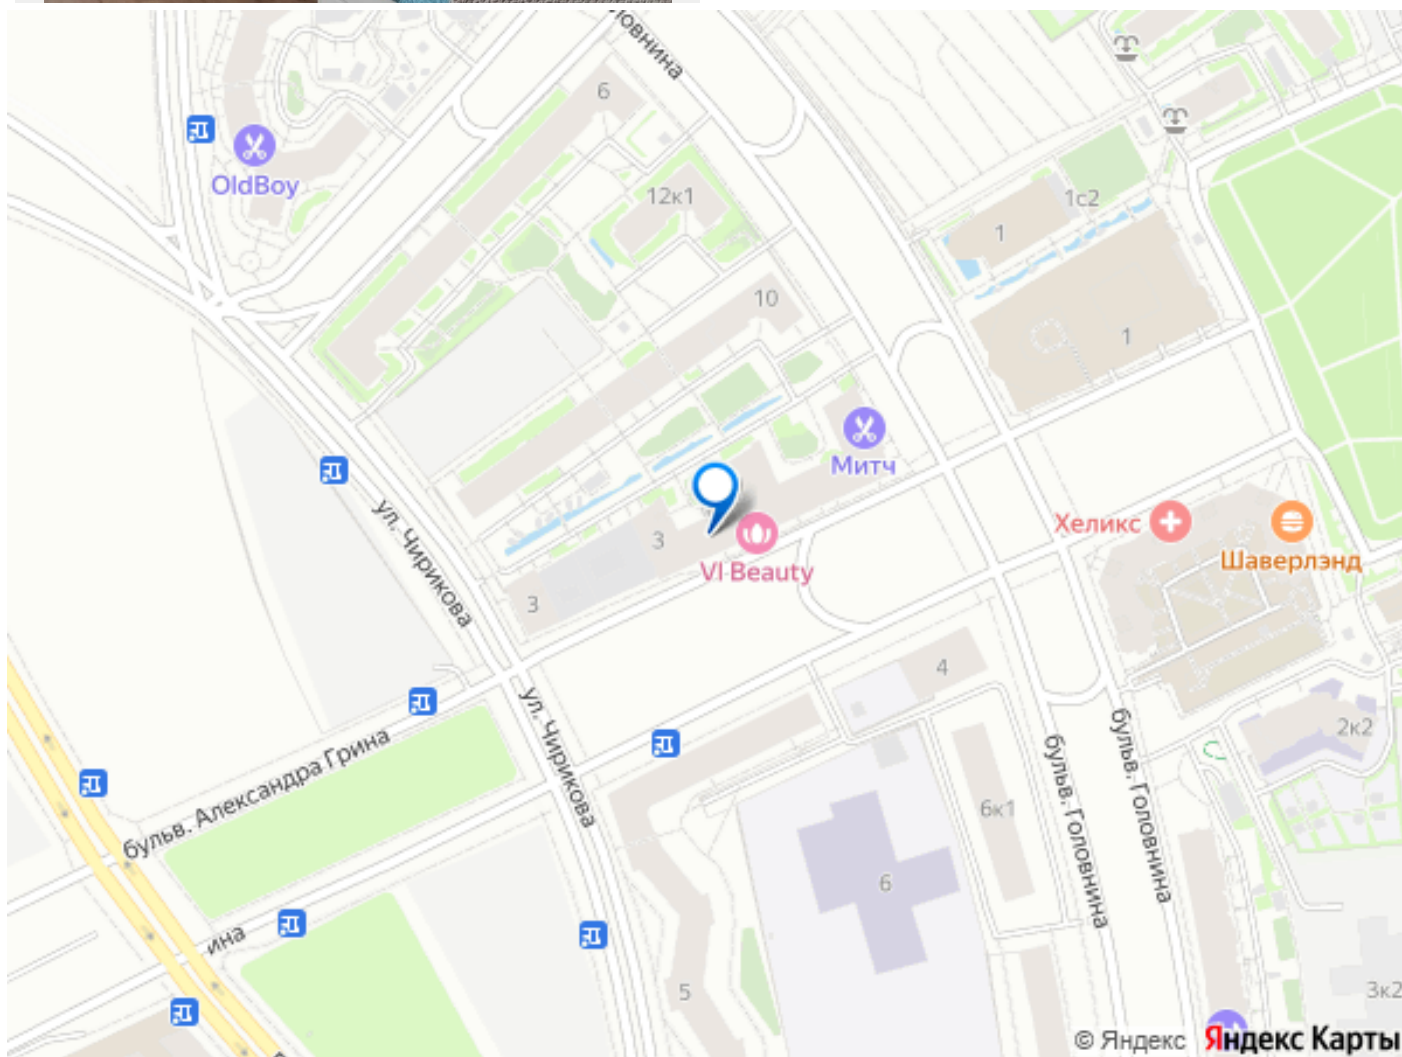 ловнина
6
OldBoy
12к1
1с2
1
10
1
Митч
ул. Чирикова
Хеликс
Шаверлэнд
3
VI Beauty
3
4
ул. Чирикова
бульв. Головнина
бульв. Головнина
2к2
бульв. Александра Грина
6к1
6
ина
5
3к2
© Яндекс Яндекс Карты